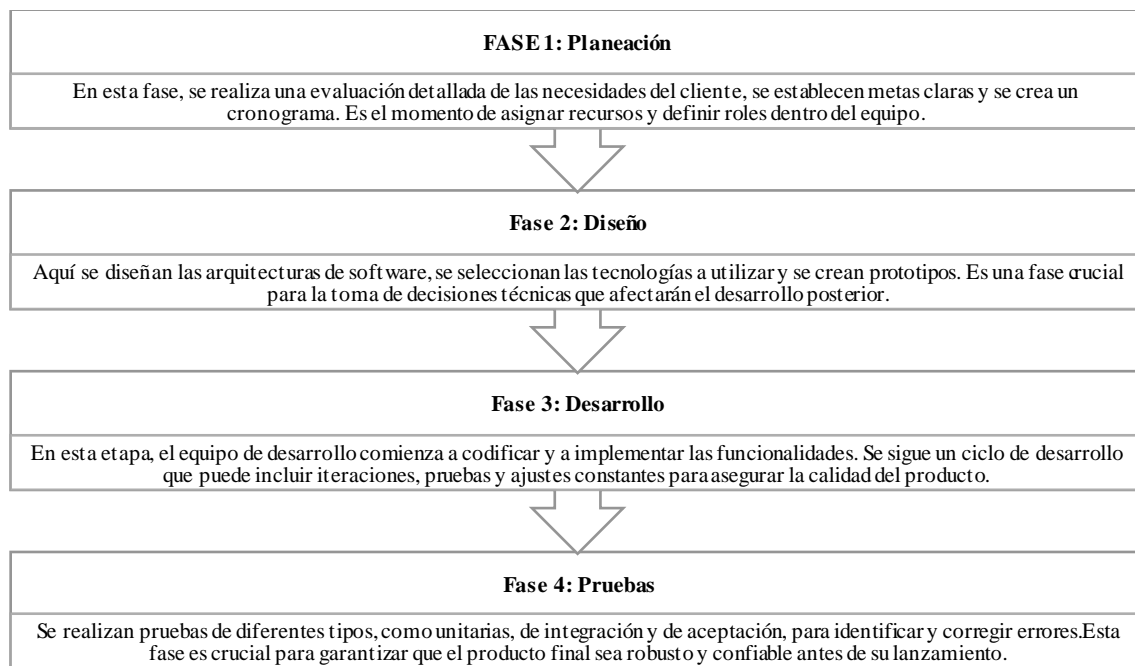 FASE 1: Planeación
En esta fase, se realiza una evaluación detallada de las necesidades del cliente, se establecen metas claras y se crea un
cronograma. Es el momento de asignar recursos y definir roles dentro del equipo.
Fase 2: Diseño
Aquí se diseñan las arquitecturas de software, se seleccionan las tecnologías a utilizar y se crean prototipos. Es una fase crucial
para la toma de decisiones técnicas que afectarán el desarrollo posterior.
Fase 3: Desarrollo
En esta etapa, el equipo de desarrollo comienza a codificar y a implementar las funcionalidades. Se sigue un ciclo de desarrollo
que puede incluir iteraciones, pruebas y ajustes constantes para asegurar la calidad del producto.
Fase 4: Pruebas
Se realizan pruebas de diferentes tipos, como unitarias, de integración y de aceptación, para identificar y corregir errores.Esta
fase es crucial para garantizar que el producto final sea robusto y confiable antes de su lanzamiento.